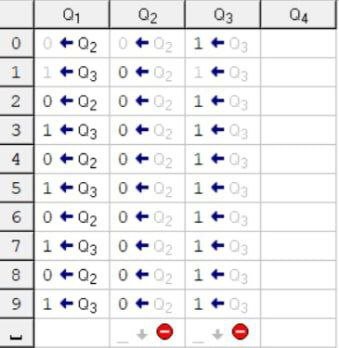 Q1 Q2 Q3 Q4
0 0 ← Q2 0 ← Q2 1 ← Q3
1 1 ← Q3 0 ← Q2 1 ← Q3
2 0 ← Q2 0 ← Q2 1 ← Q3
3 1 ← Q3 0 ← Q2 1 ← Q3
4 0 ← Q2 0 ← Q2 1 ← Q3
5 1 ← Q3 0 ← Q2 1 ← Q3
6 0 ← Q2 0 ← Q2 1 ← Q3
7 1 ← Q3 0 ← Q2 1 ← Q3
8 0 ← Q2 0 ← Q2 1 ← Q3
9 1 ← Q3 0 ← Q2 1 ← Q3
␣ _ ↓ _ ↓